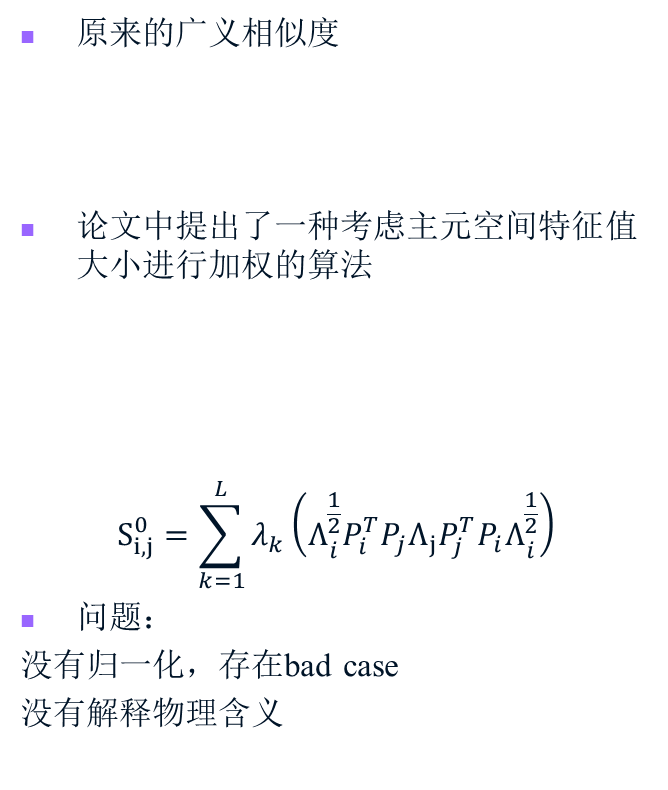 ■ 原来的广义相似度
■ 论文中提出了一种考虑主元空间特征值
大小进行加权的算法
$S_{i,j}^{0} = \sum_{k=1}^{L} \lambda_k \left( \Lambda_i^{\frac{1}{2}} P_i^T P_j \Lambda_j P_j^T P_i \Lambda_i^{\frac{1}{2}} \right)$
■ 问题：
没有归一化，存在bad case
没有解释物理含义